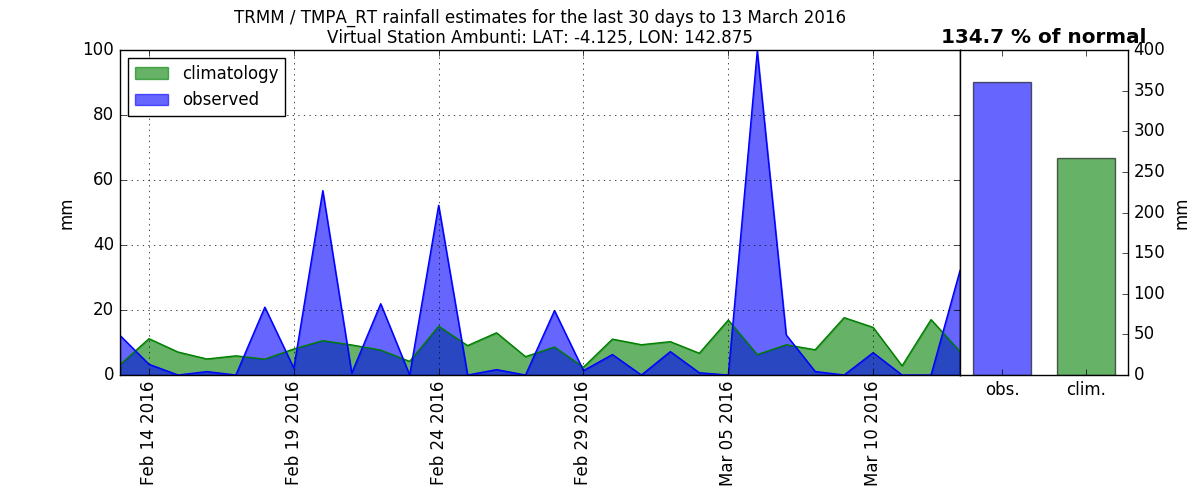 TRMM / TMPA_RT rainfall estimates for the last 30 days to 13 March 2016
Virtual Station Ambunti: LAT: -4.125, LON: 142.875
134.7 % of normal
climatology
observed
100
80
60
40
20
0
mm
Feb 14 2016
Feb 19 2016
Feb 24 2016
Feb 29 2016
Mar 05 2016
Mar 10 2016
400
350
300
250
200
150
100
50
0
mm
obs.
clim.